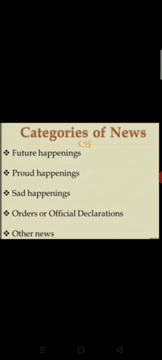 Categories of News
❖ Future happenings
❖ Proud happenings
❖ Sad happenings
❖ Orders or Official Declarations
❖ Other news